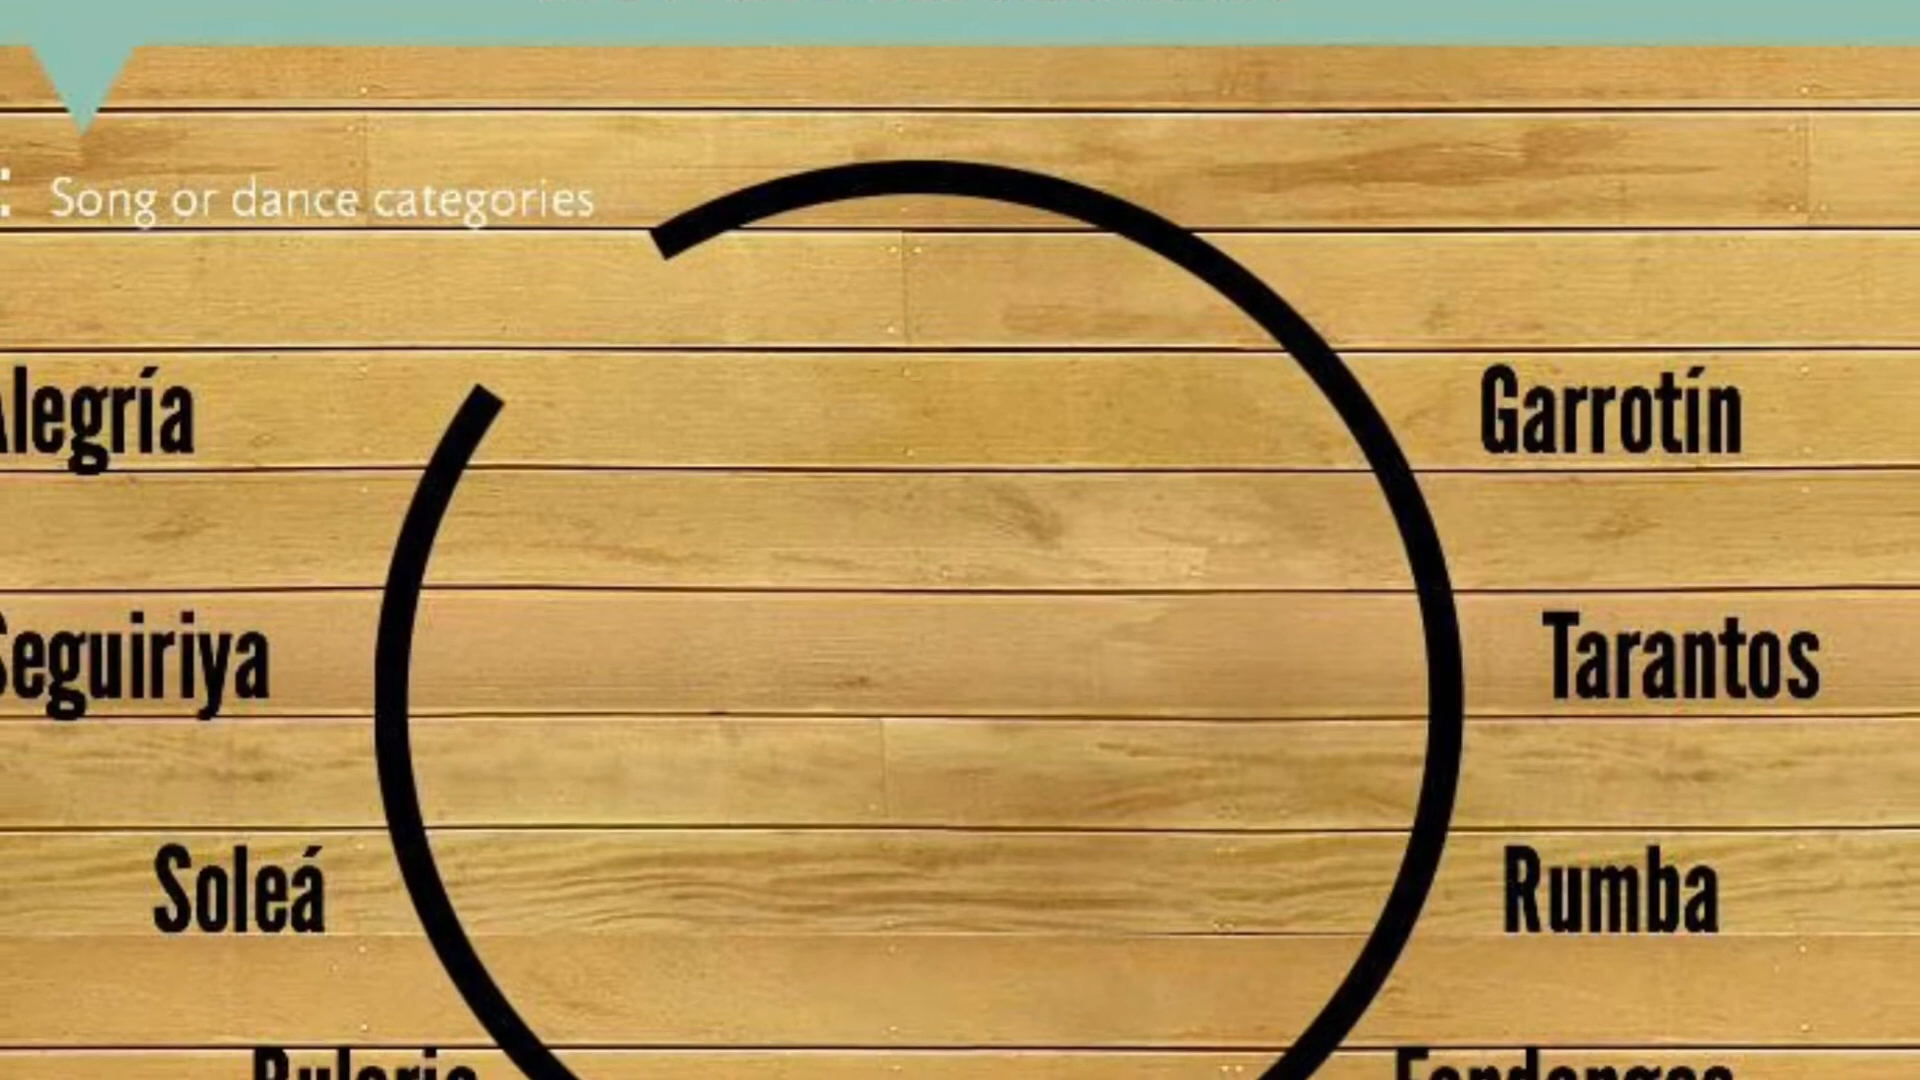 : Song or dance categories
Alegría
Garrotín
Seguiriya
Tarantos
Soleá
Rumba